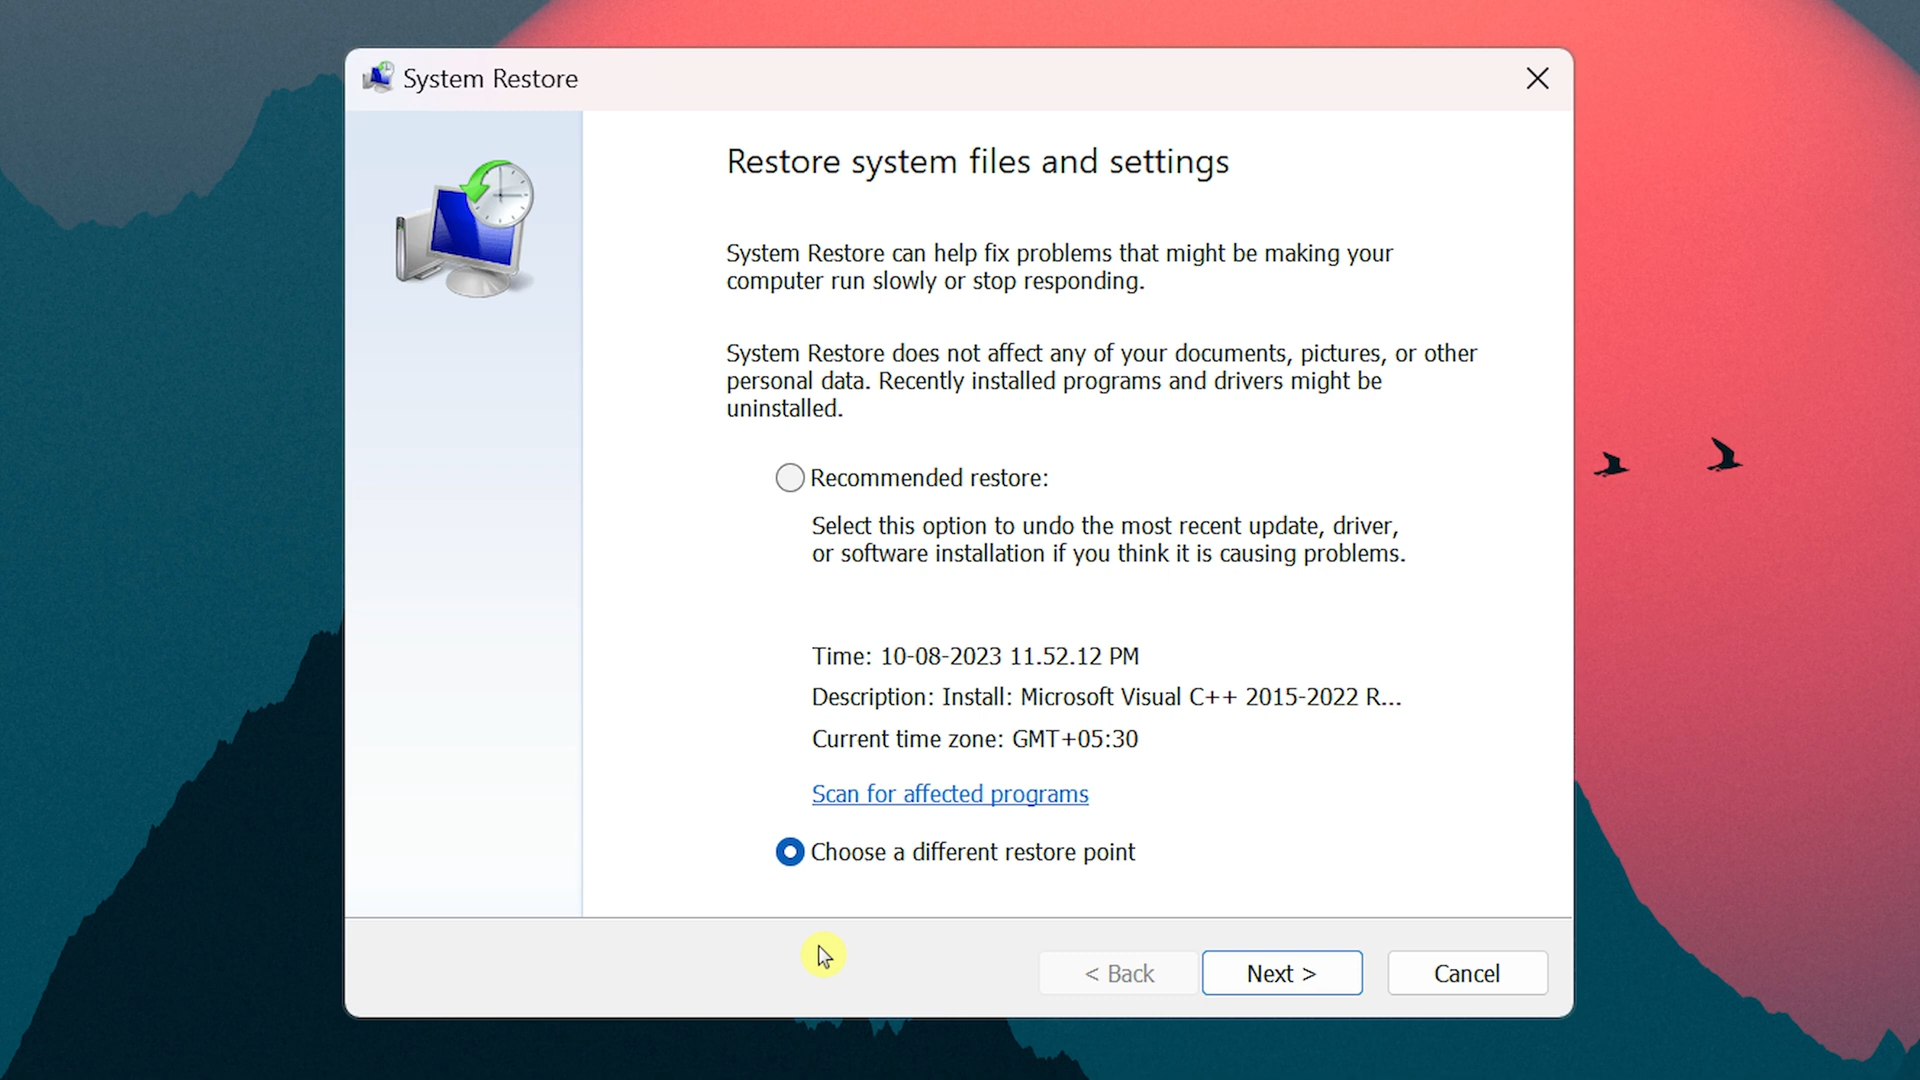 System Restore
Restore system files and settings
System Restore can help fix problems that might be making your
computer run slowly or stop responding.
System Restore does not affect any of your documents, pictures, or other
personal data. Recently installed programs and drivers might be
uninstalled.
Recommended restore:
Select this option to undo the most recent update, driver,
or software installation if you think it is causing problems.
Time: 10-08-2023 11.52.12 PM
Description: Install: Microsoft Visual C++ 2015-2022 R...
Current time zone: GMT+05:30
Scan for affected programs
Choose a different restore point
< Back Next > Cancel